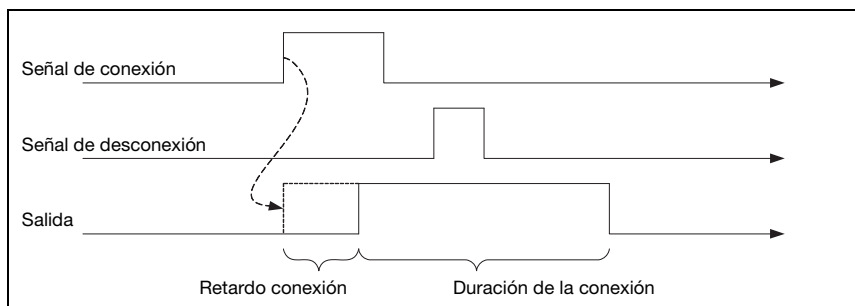 Señal de conexión
Señal de desconexión
Salida
Retardo conexión
Duración de la conexión